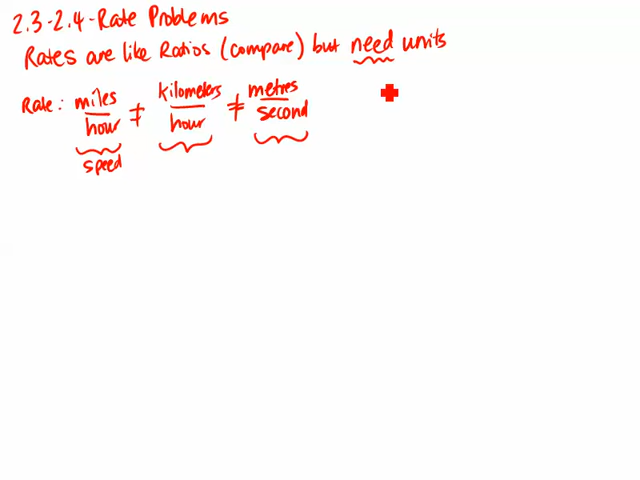 2.3-2.4-Rate Problems
Rates are like Ratios (compare) but need units
Rate: miles/hour ≠ kilometers/hour ≠ metres/second
speed